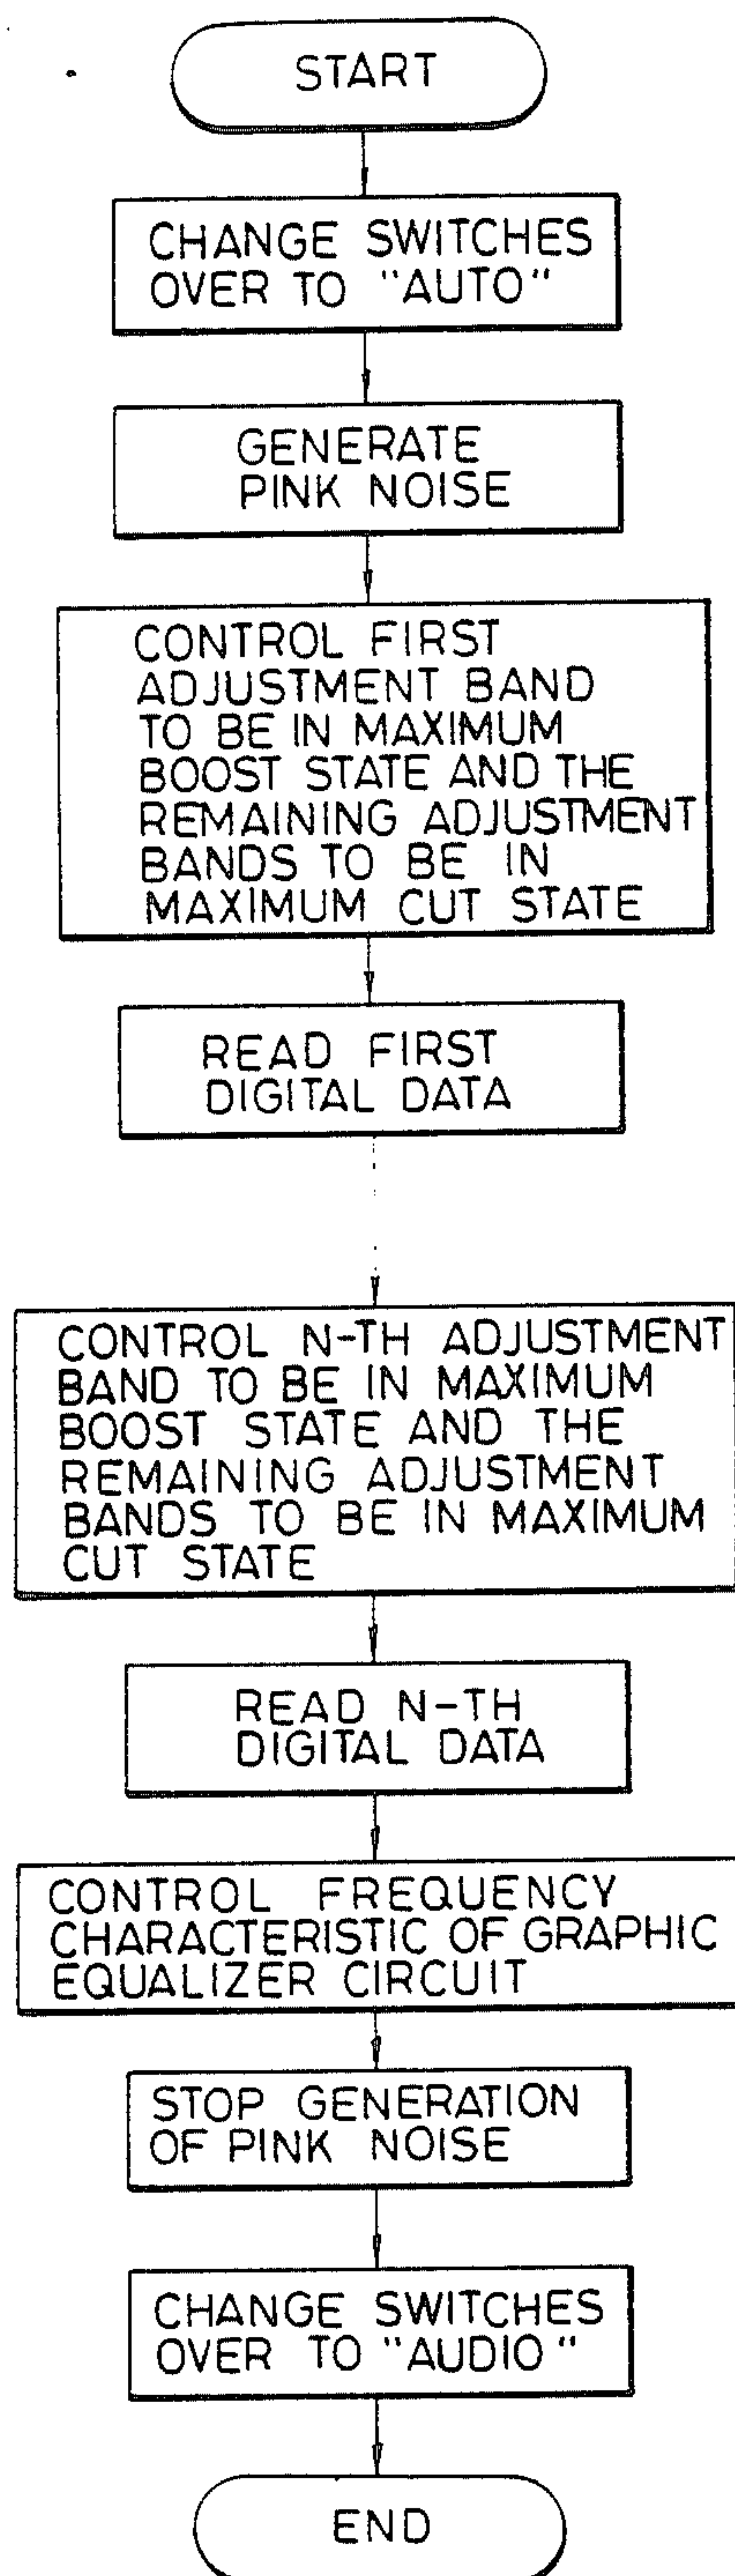 START
CHANGE SWITCHES
OVER TO "AUTO"
GENERATE
PINK NOISE
CONTROL FIRST
ADJUSTMENT BAND
TO BE IN MAXIMUM
BOOST STATE AND THE
REMAINING ADJUSTMENT
BANDS TO BE IN
MAXIMUM CUT STATE
READ FIRST
DIGITAL DATA
CONTROL N-TH ADJUSTMENT
BAND TO BE IN MAXIMUM
BOOST STATE AND THE
REMAINING ADJUSTMENT
BANDS TO BE IN MAXIMUM
CUT STATE
READ N-TH
DIGITAL DATA
CONTROL FREQUENCY
CHARACTERISTIC OF GRAPHIC
EQUALIZER CIRCUIT
STOP GENERATION
OF PINK NOISE
CHANGE SWITCHES
OVER TO "AUDIO"
END